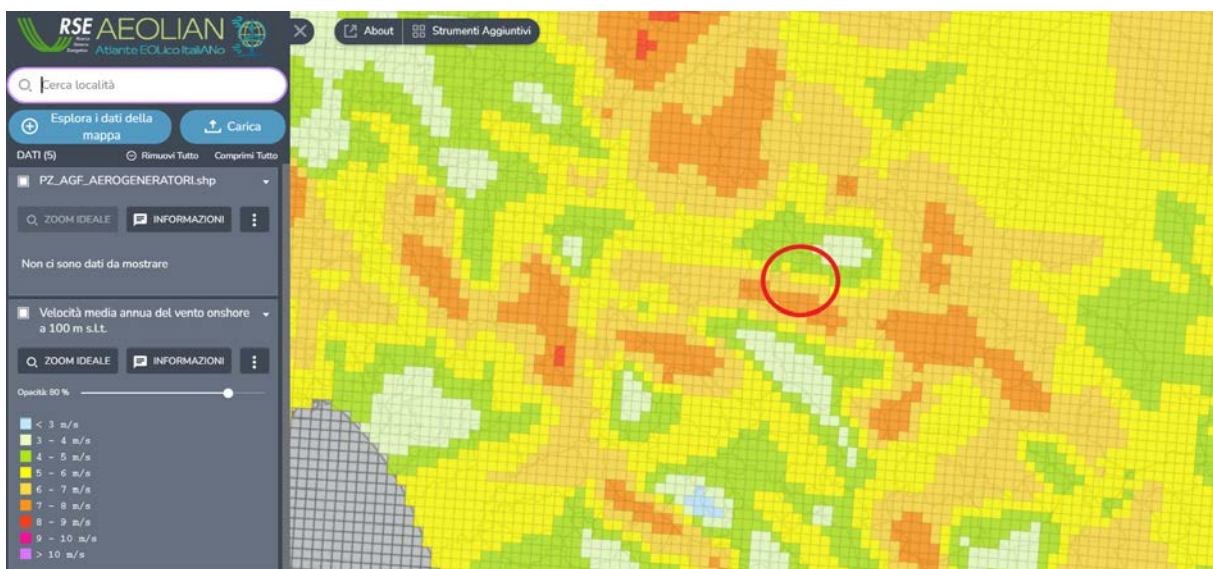 RSE AEOLIAN
Ricerca Sistema Energetico
Atlante EOLico ItaliANo
About
Strumenti Aggiuntivi
Cerca località
Esplora i dati della mappa
Carica
DATI (5)
Rimuovi Tutto
Comprimi Tutto
PZ_AGF_AEROGENERATORI.shp
ZOOM IDEALE
INFORMAZIONI
Non ci sono dati da mostrare
Velocità media annua del vento onshore
a 100 m s.l.t.
ZOOM IDEALE
INFORMAZIONI
Opacità: 80 %
< 3 m/s
3 - 4 m/s
4 - 5 m/s
5 - 6 m/s
6 - 7 m/s
7 - 8 m/s
8 - 9 m/s
9 - 10 m/s
> 10 m/s